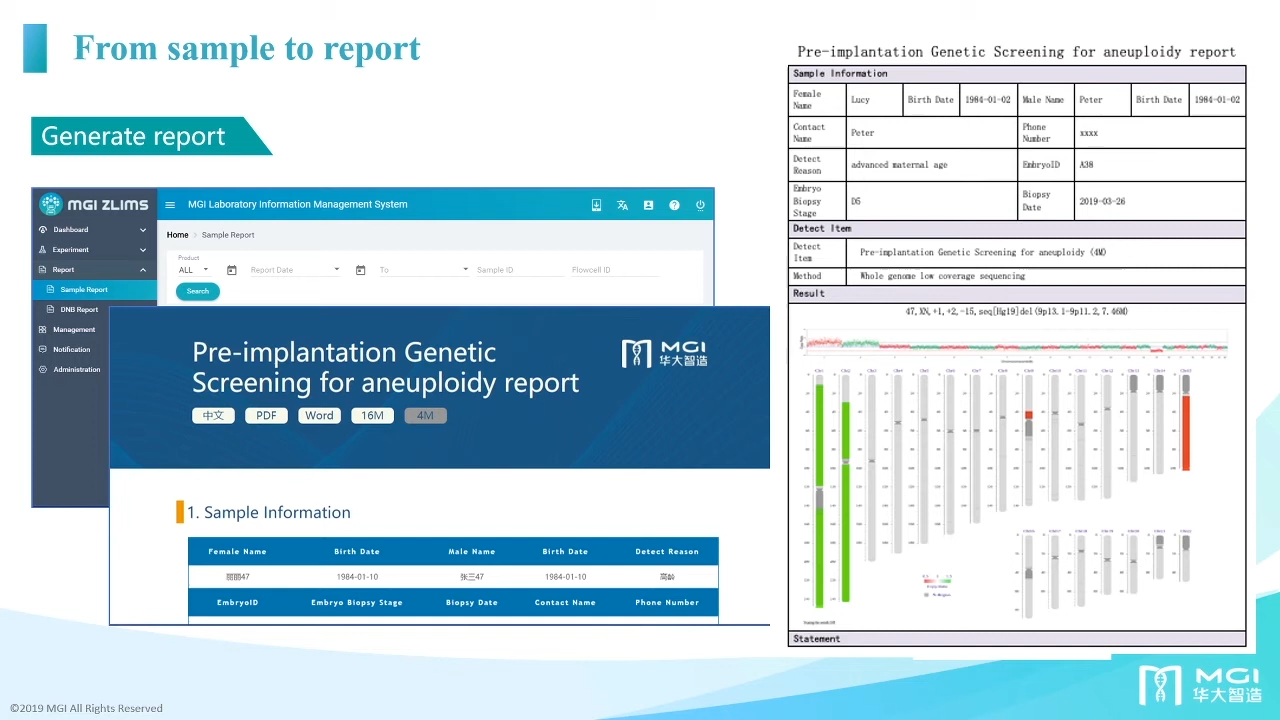 From sample to report
Generate report
MGI ZLIMS
MGI Laboratory Information Management System
Dashboard
Experiment
Report
Sample Report
DNB Report
Management
Notification
Administration
Home > Sample Report
Product
ALL
Report Date
To
Sample ID
Flowcell ID
Search
Pre-implantation Genetic
Screening for aneuploidy report
中文 PDF Word 16M 4M
MGI
华大智造
1. Sample Information
Female Name Birth Date Male Name Birth Date Detect Reason
丽丽47 1984-01-10 张三47 1984-01-10 高龄
EmbryoID Embryo Biopsy Stage Biopsy Date Contact Name Phone Number
Pre-implantation Genetic Screening for aneuploidy report
Sample Information
Female Name Lucy Birth Date 1984-01-02 Male Name Peter Birth Date 1984-01-02
Contact Name Peter Phone Number xxxx
Detect Reason advanced maternal age EmbryoID A38
Embryo Biopsy Stage D5 Biopsy Date 2019-03-26
Detect Item
Detect Item Pre-implantation Genetic Screening for aneuploidy (4M)
Method Whole genome low coverage sequencing
Result
47,XN,+1,+2,-15,seq[Hg19]del(9p13.1-9p11.2,7.46M)
Statement
©2019 MGI All Rights Reserved
MGI
华大智造